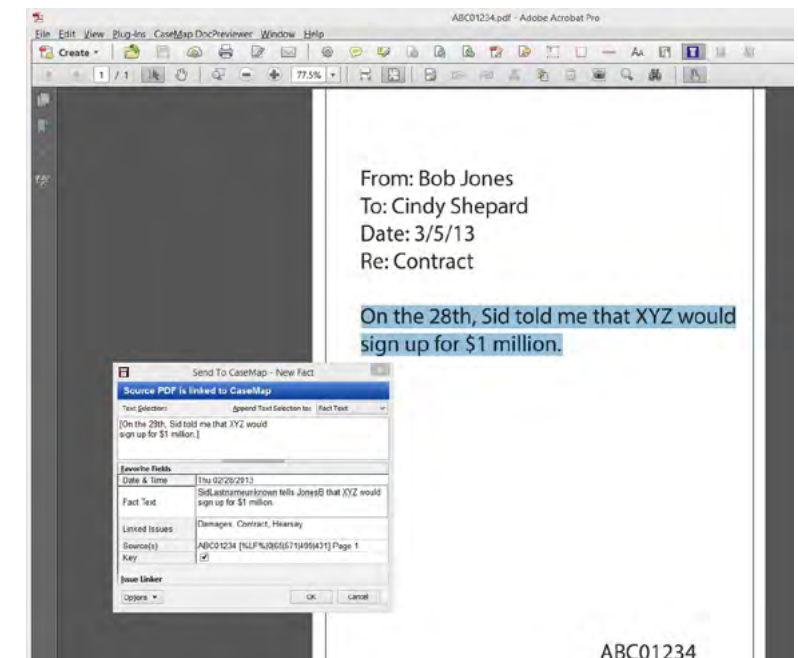 ABC01234.pdf - Adobe Acrobat Pro
File Edit View Plug-Ins CaseMap DocPreviewer Window Help
Create
1 / 1 77.5%
From: Bob Jones
To: Cindy Shepard
Date: 3/5/13
Re: Contract
On the 28th, Sid told me that XYZ would
sign up for $1 million.
Send To CaseMap - New Fact
Source PDF is linked to CaseMap
Text Selection: Append Text Selection to: Fact Text
[On the 28th, Sid told me that XYZ would
sign up for $1 million.]
Favorite Fields
Date & Time Thu 02/28/2013
Fact Text SidLastnameunknown tells JonesB that XYZ would
sign up for $1 million.
Linked Issues Damages, Contract, Hearsay
Source(s) ABC01234 Page 1
Key
Issue Linker
Options OK Cancel
ABC01234